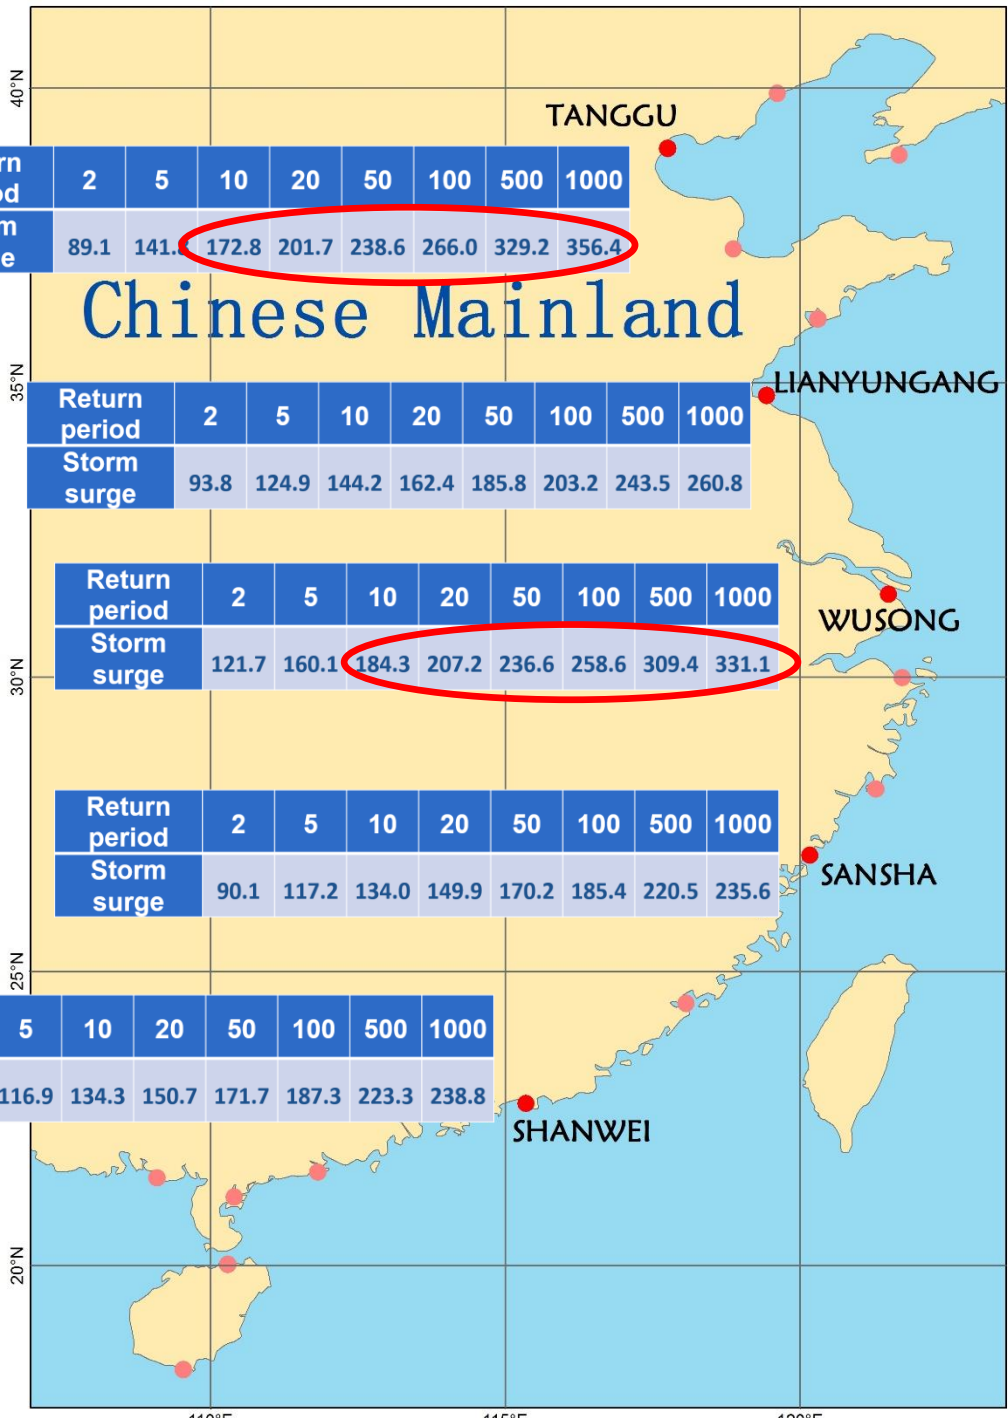 40°N
TANGGU
2 5 10 20 50 100 500 1000
89.1 172.8 201.7 238.6 266.0 329.2 356.4
Chinese Mainland
35°N
LIANYUNGANG
Return period 2 5 10 20 50 100 500 1000
Storm surge 93.8 124.9 144.2 162.4 185.8 203.2 243.5 260.8
Return period 2 5 10 20 50 100 500 1000
WUSONG
Storm surge 121.7 160.1 184.3 207.2 236.6 258.6 309.4 331.1
30°N
Return period 2 5 10 20 50 100 500 1000
Storm surge 90.1 117.2 134.0 149.9 170.2 185.4 220.5 235.6
SANSHA
25°N
5 10 20 50 100 500 1000
116.9 134.3 150.7 171.7 187.3 223.3 238.8
SHANWEI
20°N